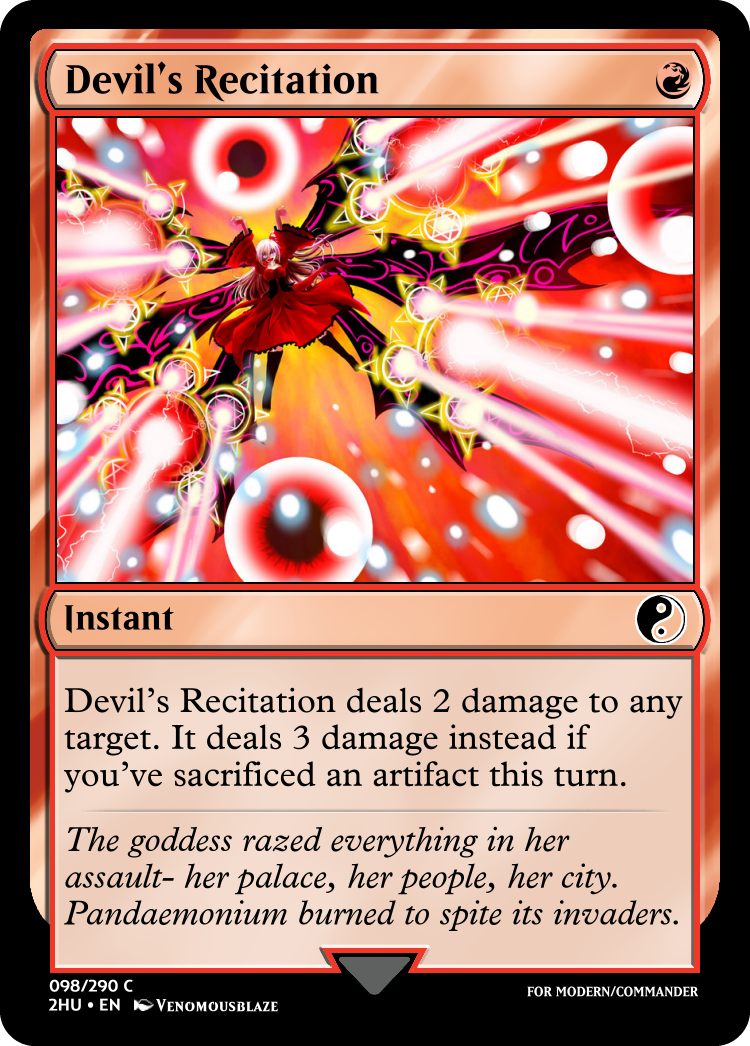 Devil's Recitation
Instant
Devil's Recitation deals 2 damage to any
target. It deals 3 damage instead if
you've sacrificed an artifact this turn.
The goddess razed everything in her
assault- her palace, her people, her city.
Pandaemonium burned to spite its invaders.
098/290 C
2HU • EN VENOMOUSBLAZE
FOR MODERN/COMMANDER